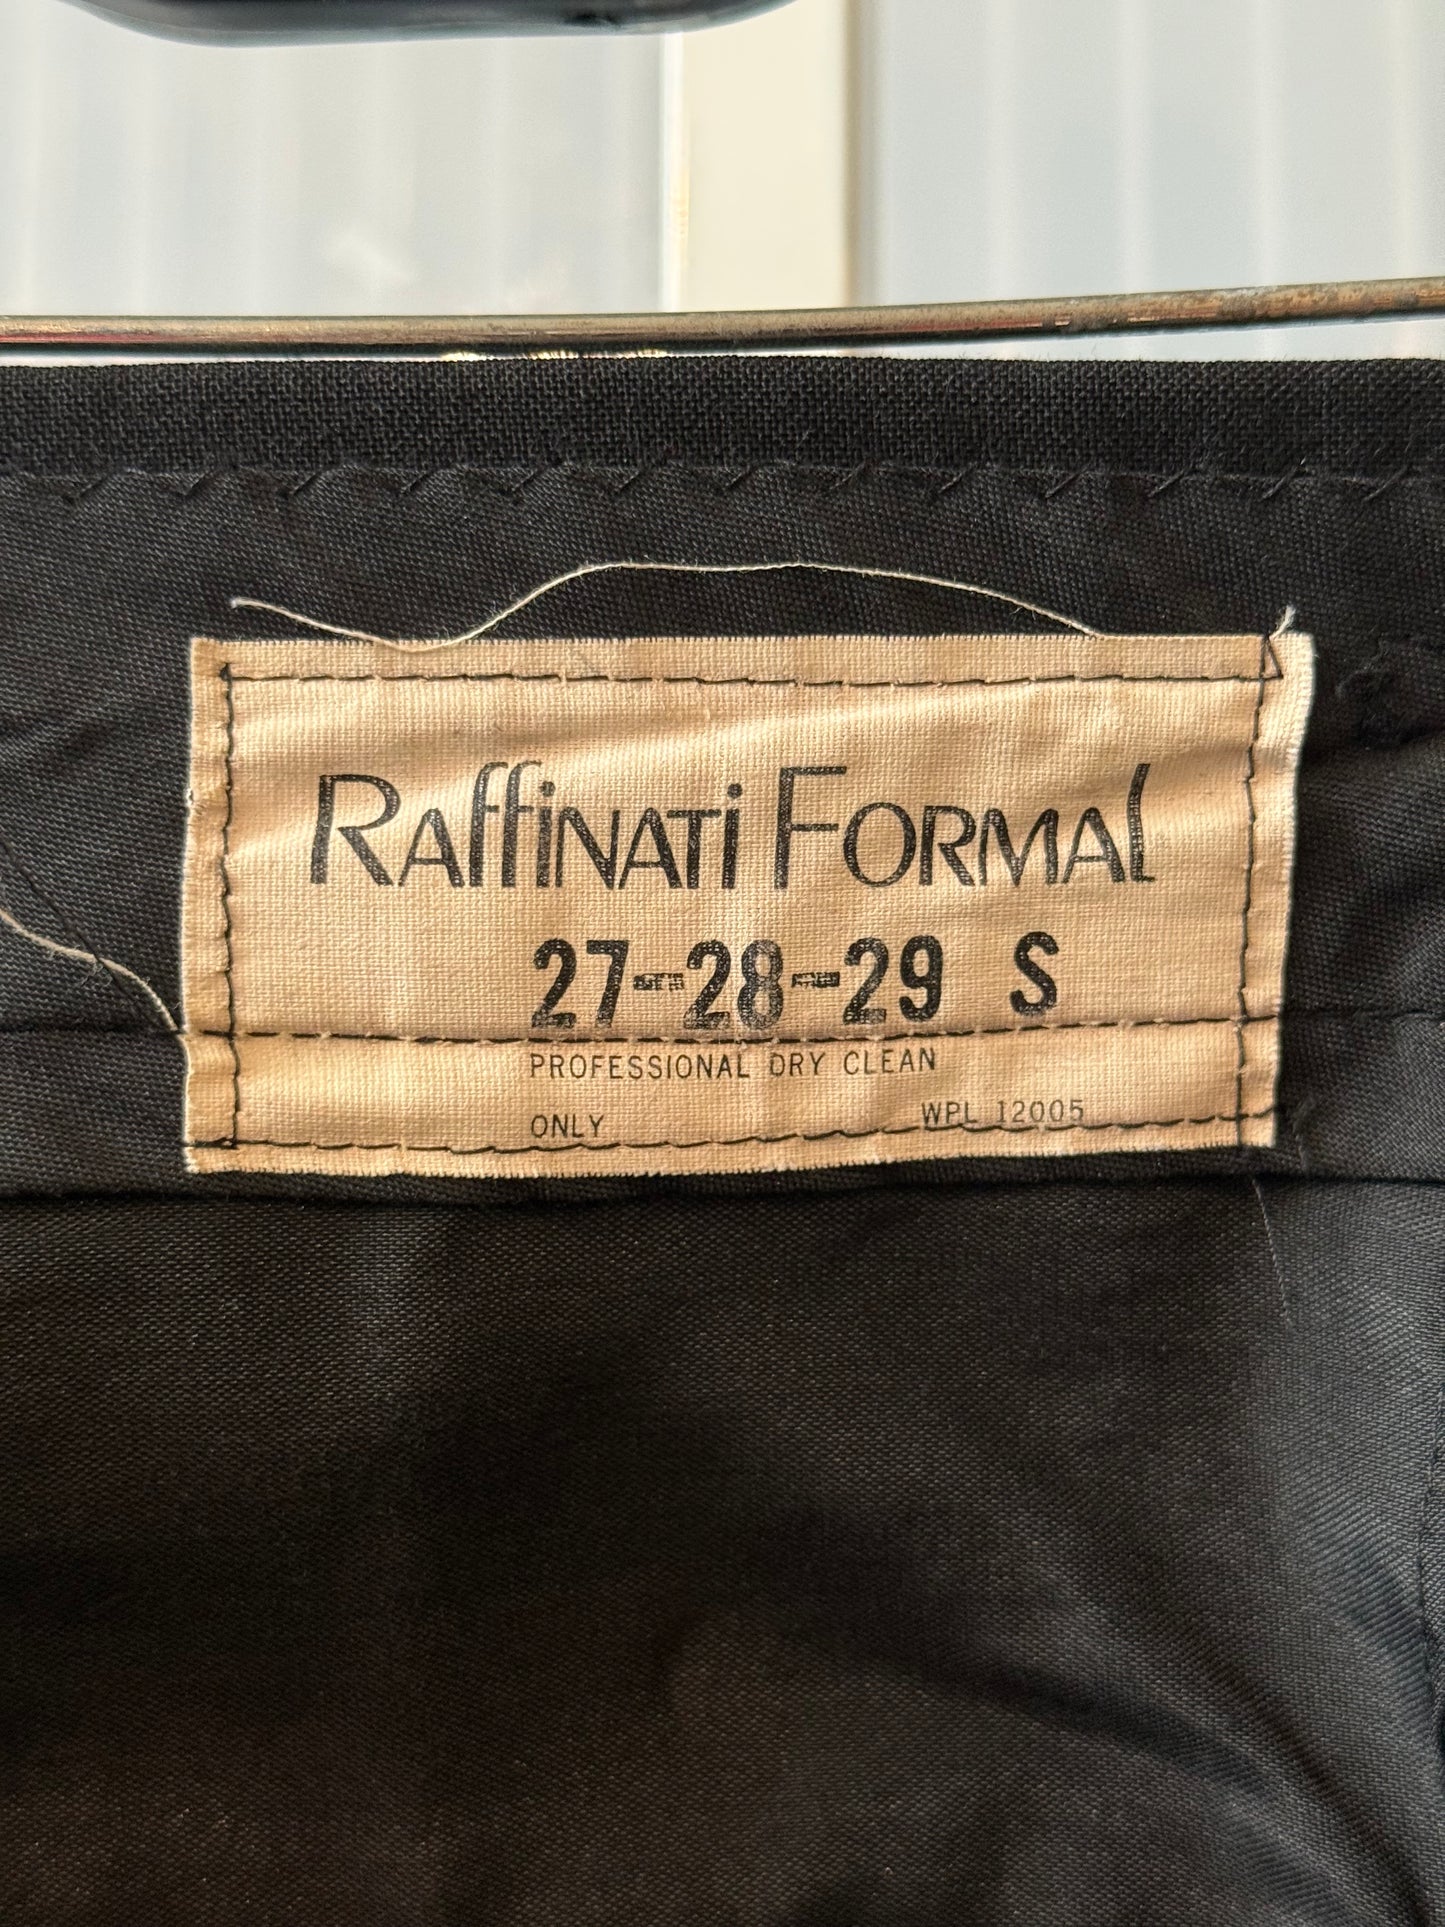 Raffinati Formal
27-28-29 S
PROFESSIONAL DRY CLEAN
ONLY WPL 12005